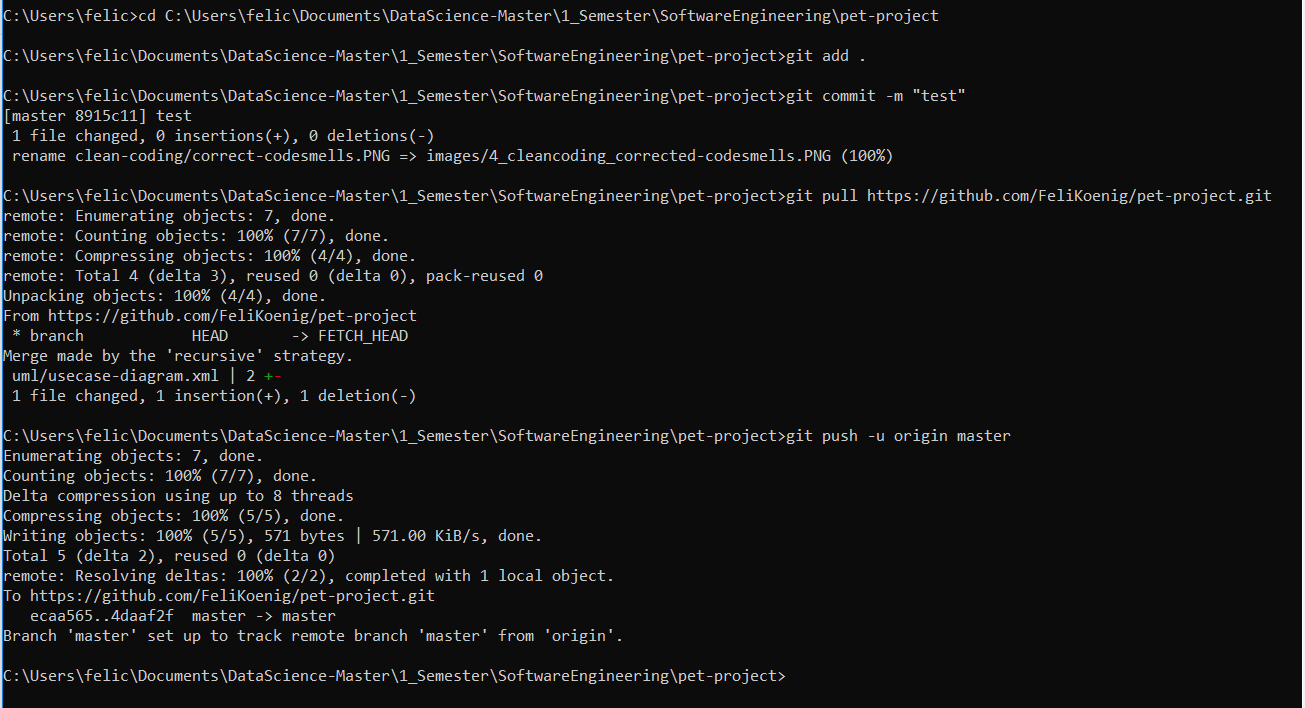 C:\Users\felic>cd C:\Users\felic\Documents\DataScience-Master\1_Semester\SoftwareEngineering\pet-project
C:\Users\felic\Documents\DataScience-Master\1_Semester\SoftwareEngineering\pet-project>git add .
C:\Users\felic\Documents\DataScience-Master\1_Semester\SoftwareEngineering\pet-project>git commit -m "test"
[master 8915c11] test
 1 file changed, 0 insertions(+), 0 deletions(-)
 rename clean-coding/correct-codesmells.PNG => images/4_cleancoding_corrected-codesmells.PNG (100%)
C:\Users\felic\Documents\DataScience-Master\1_Semester\SoftwareEngineering\pet-project>git pull https://github.com/FeliKoenig/pet-project.git
remote: Enumerating objects: 7, done.
remote: Counting objects: 100% (7/7), done.
remote: Compressing objects: 100% (4/4), done.
remote: Total 4 (delta 3), reused 0 (delta 0), pack-reused 0
Unpacking objects: 100% (4/4), done.
From https://github.com/FeliKoenig/pet-project
 * branch            HEAD       -> FETCH_HEAD
Merge made by the 'recursive' strategy.
 uml/usecase-diagram.xml | 2 +-
 1 file changed, 1 insertion(+), 1 deletion(-)
C:\Users\felic\Documents\DataScience-Master\1_Semester\SoftwareEngineering\pet-project>git push -u origin master
Enumerating objects: 7, done.
Counting objects: 100% (7/7), done.
Delta compression using up to 8 threads
Compressing objects: 100% (5/5), done.
Writing objects: 100% (5/5), 571 bytes | 571.00 KiB/s, done.
Total 5 (delta 2), reused 0 (delta 0)
remote: Resolving deltas: 100% (2/2), completed with 1 local object.
To https://github.com/FeliKoenig/pet-project.git
   ecaa565..4daaf2f  master -> master
Branch 'master' set up to track remote branch 'master' from 'origin'.
C:\Users\felic\Documents\DataScience-Master\1_Semester\SoftwareEngineering\pet-project>